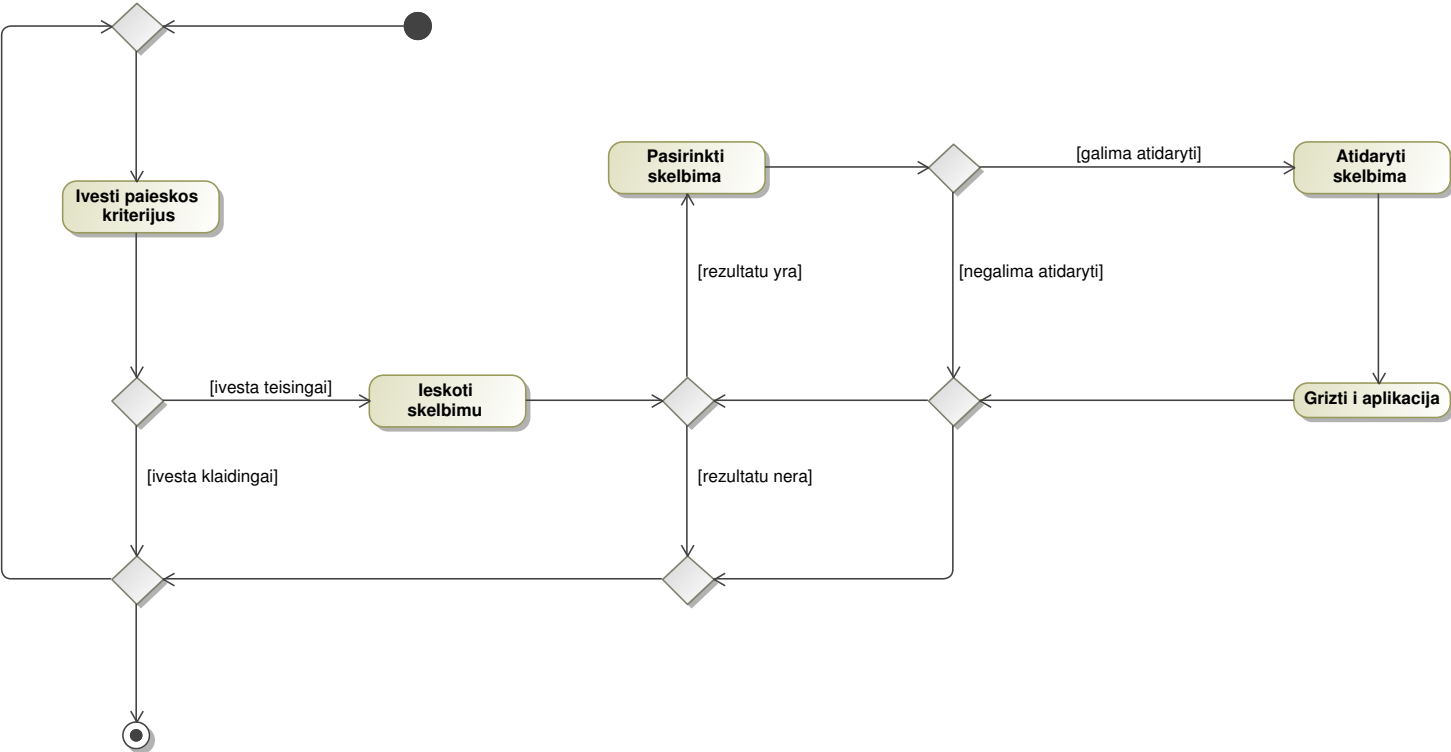 Pasirinkti
skelbima
[galima atidaryti]
Atidaryti
skelbima
Ivesti paieskos
kriterijus
[rezultatu yra]
[negalima atidaryti]
[ivesta teisingai]
Ieskoti
skelbimu
Grizti i aplikacija
[ivesta klaidingai]
[rezultatu nera]